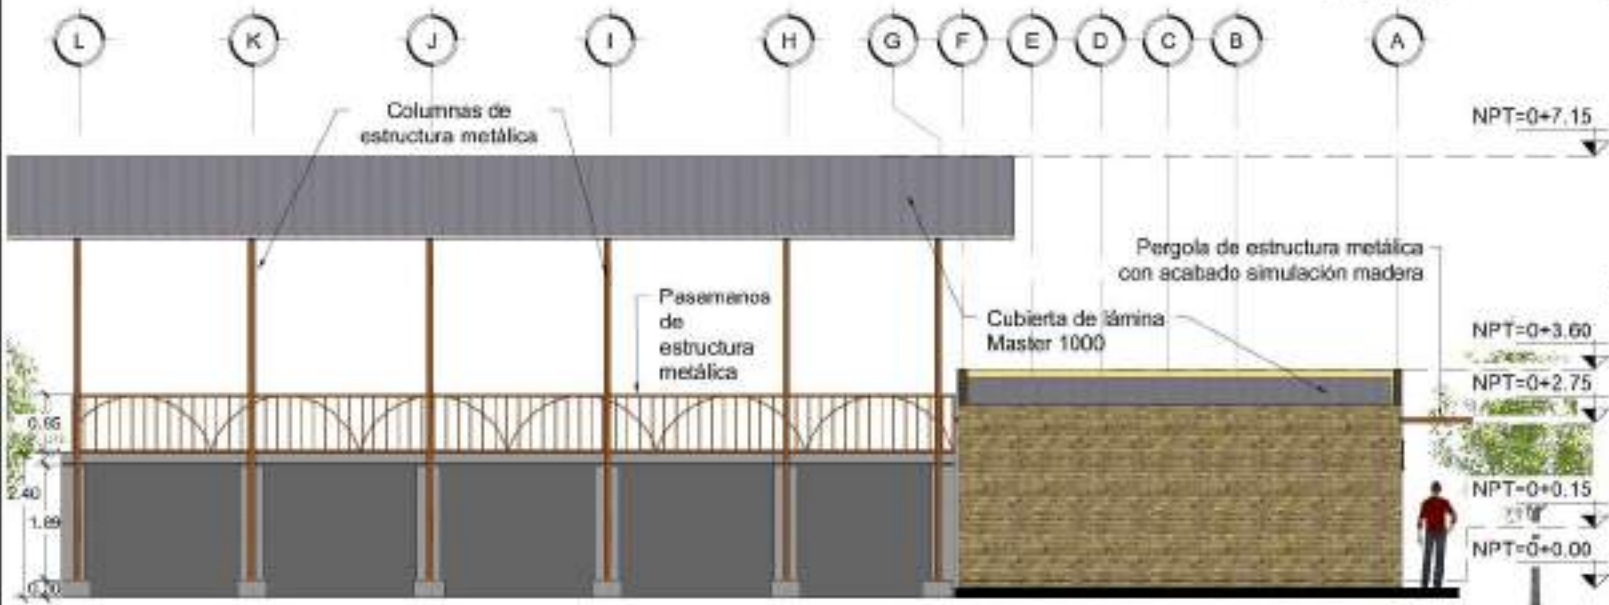 L K J I H G F E D C B A
Columnas de
estructura metálica
NPT=0+7.15
Pergola de estructura metálica
con acabado simulación madera
Pasamanos
de
estructura
metálica
Cubierta de lámina
Master 1000
NPT=0+3.60
NPT=0+2.75
0.95
2.40
1.89
NPT=0+0.15
NPT=0+0.00